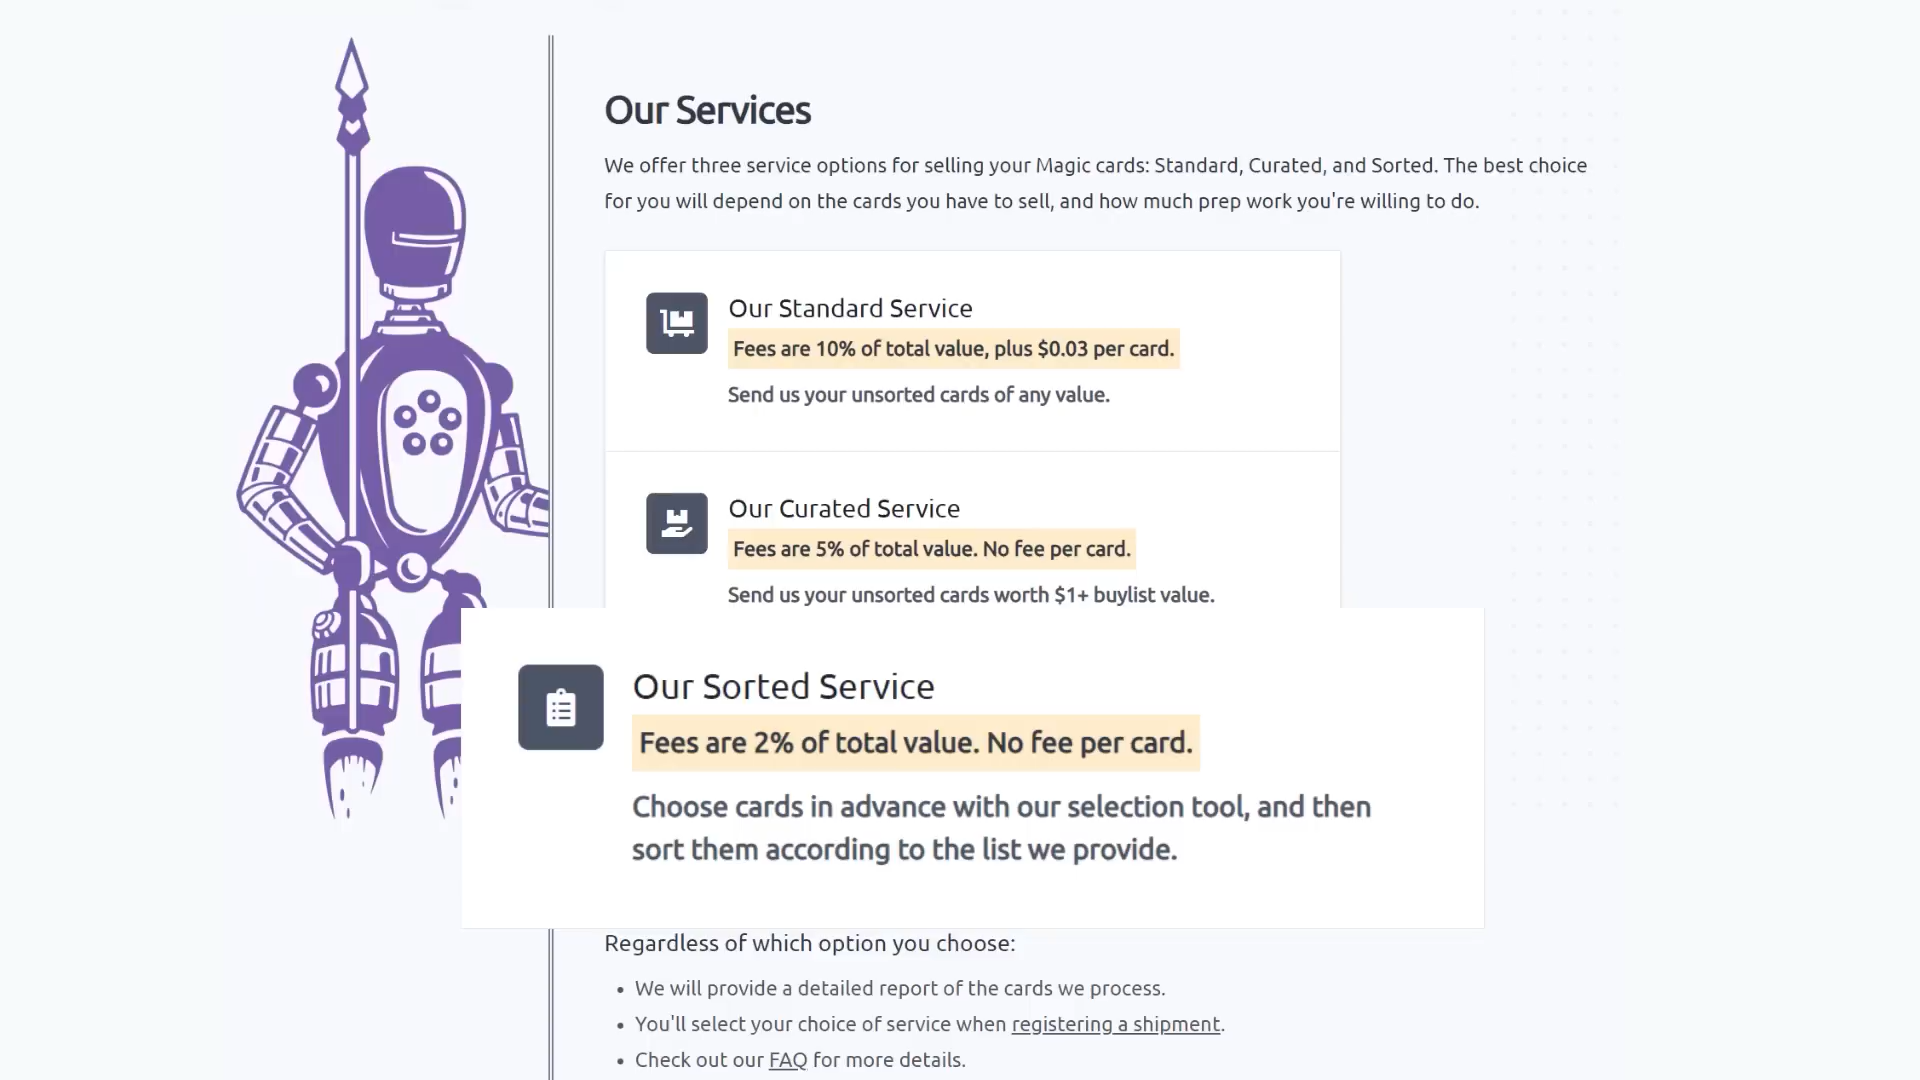 Our Services
We offer three service options for selling your Magic cards: Standard, Curated, and Sorted. The best choice
for you will depend on the cards you have to sell, and how much prep work you're willing to do.
Our Standard Service
Fees are 10% of total value, plus $0.03 per card.
Send us your unsorted cards of any value.
Our Curated Service
Fees are 5% of total value. No fee per card.
Send us your unsorted cards worth $1+ buylist value.
Our Sorted Service
Fees are 2% of total value. No fee per card.
Choose cards in advance with our selection tool, and then
sort them according to the list we provide.
Regardless of which option you choose:
• We will provide a detailed report of the cards we process.
• You'll select your choice of service when registering a shipment.
• Check out our FAQ for more details.